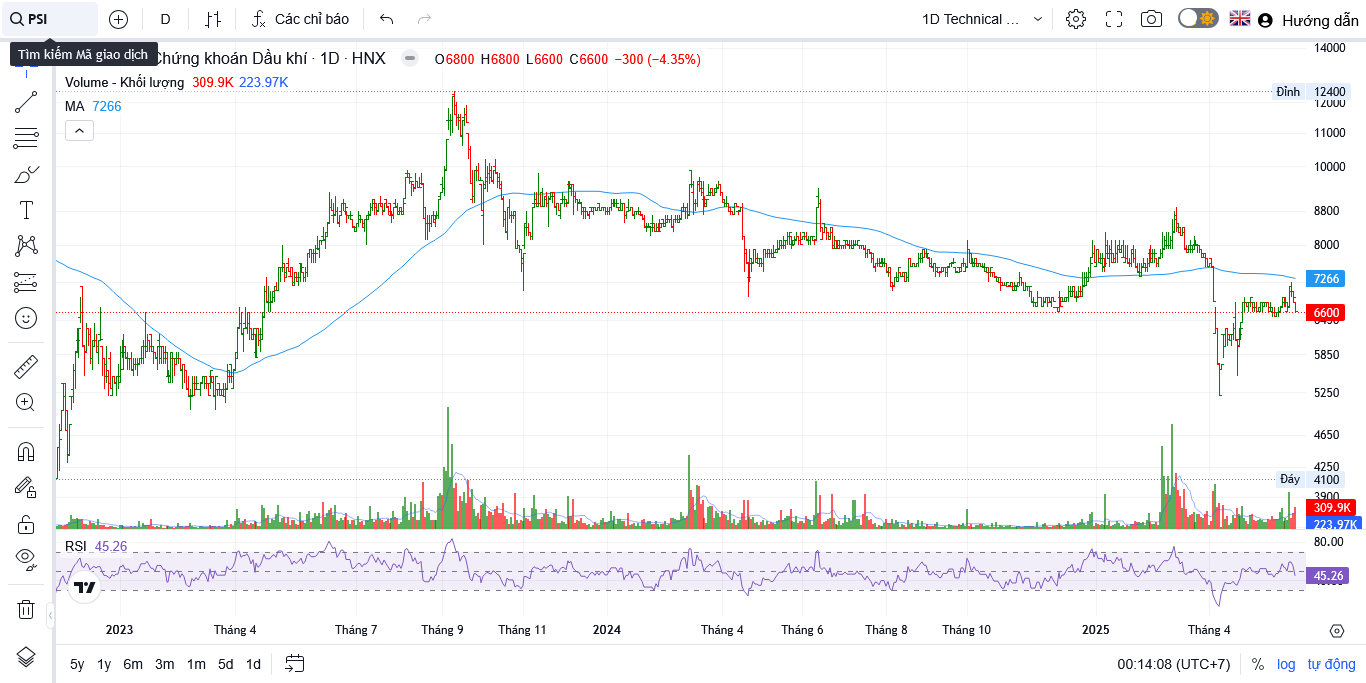 PSI D Các chỉ báo 1D Technical ... Hướng dẫn
Tìm kiếm Mã giao dịch
Chứng khoán Dầu khí · 1D · HNX O6800 H6800 L6600 C6600 −300 (−4.35%)
Volume - Khối lượng 309.9K 223.97K
MA 7266
14000
Đỉnh 12400
12000
11000
10000
8800
8000
7266
6600
5850
5250
4650
4250
Đáy 4100
3900
309.9K
223.97K
RSI 45.26
80.00
45.26
2023 Tháng 4 Tháng 7 Tháng 9 Tháng 11 2024 Tháng 4 Tháng 6 Tháng 8 Tháng 10 2025 Tháng 4
5y 1y 6m 3m 1m 5d 1d 00:14:08 (UTC+7) % log tự động